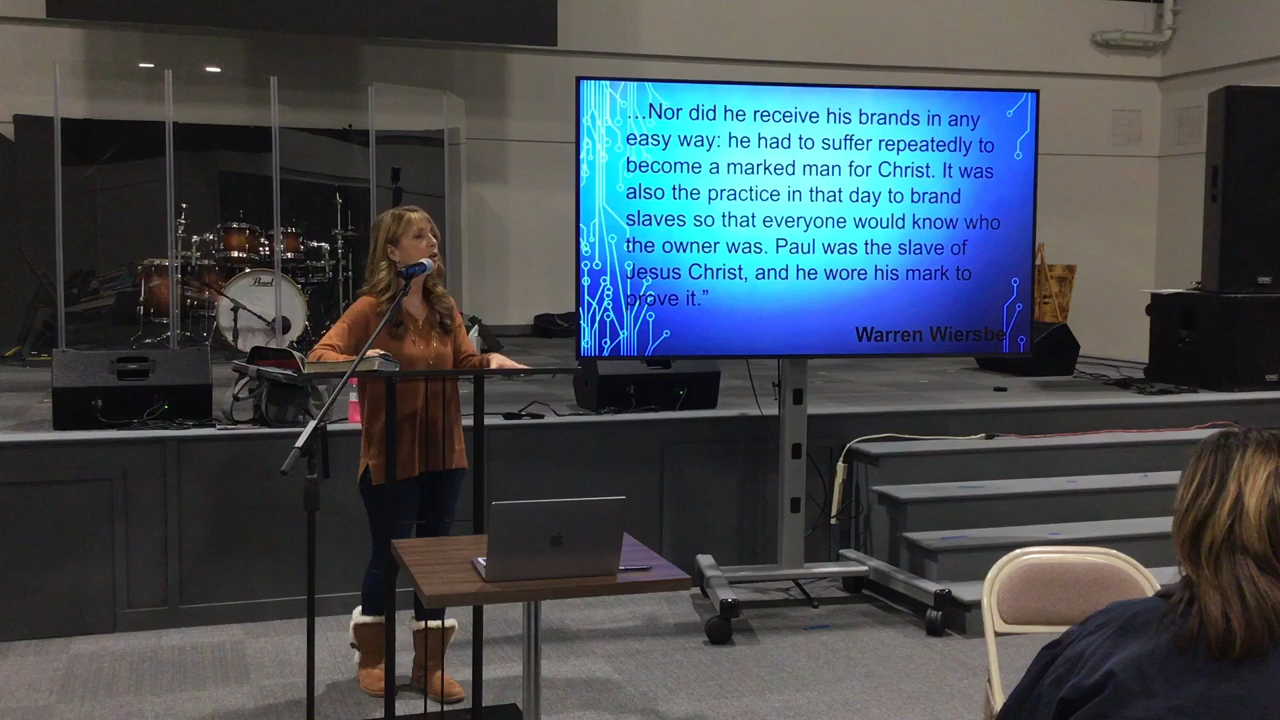 ...Nor did he receive his brands in any
easy way: he had to suffer repeatedly to
become a marked man for Christ. It was
also the practice in that day to brand
slaves so that everyone would know who
the owner was. Paul was the slave of
Jesus Christ, and he wore his mark to
prove it.”
Warren Wiersbe
Pearl